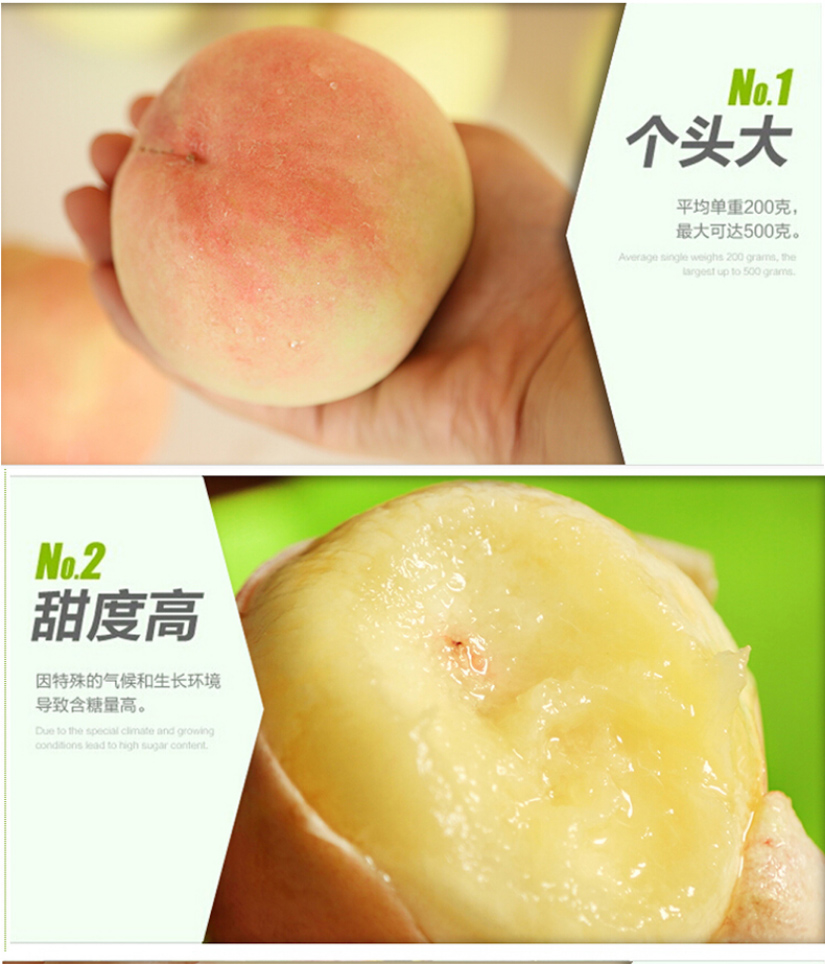 No.1
个头大
平均单重200克，
最大可达500克。
Average single weighs 200 grams, the
largest up to 500 grams.
No.2
甜度高
因特殊的气候和生长环境
导致含糖量高。
Due to the special climate and growing
conditions lead to high sugar content.